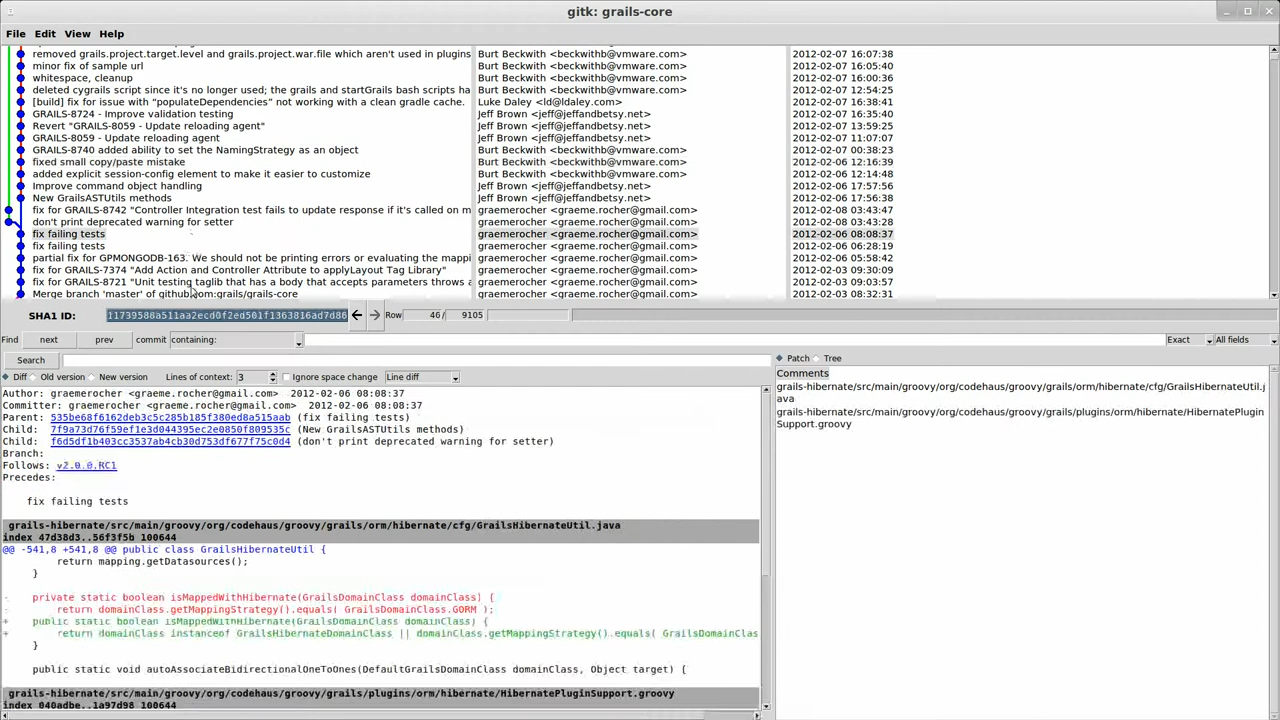 gitk: grails-core
File Edit View Help
removed grails.project.target.level and grails.project.war.file which aren't used in plugins Burt Beckwith <beckwithb@vmware.com> 2012-02-07 16:07:38
minor fix of sample url Burt Beckwith <beckwithb@vmware.com> 2012-02-07 16:05:40
whitespace, cleanup Burt Beckwith <beckwithb@vmware.com> 2012-02-07 16:00:36
deleted cygrails script since it's no longer used; the grails and startGrails bash scripts ha Burt Beckwith <beckwithb@vmware.com> 2012-02-07 12:54:25
[build] fix for issue with “populateDependencies” not working with a clean gradle cache. Luke Daley <ld@ldaley.com> 2012-02-07 16:38:41
GRAILS-8724 - Improve validation testing Jeff Brown <jeff@jeffandbetsy.net> 2012-02-07 16:35:40
Revert "GRAILS-8059 - Update reloading agent" Jeff Brown <jeff@jeffandbetsy.net> 2012-02-07 13:59:25
GRAILS-8059 - Update reloading agent Jeff Brown <jeff@jeffandbetsy.net> 2012-02-07 11:07:07
GRAILS-8740 added ability to set the NamingStrategy as an object Burt Beckwith <beckwithb@vmware.com> 2012-02-07 00:38:23
fixed small copy/paste mistake Burt Beckwith <beckwithb@vmware.com> 2012-02-06 12:16:39
added explicit session-config element to make it easier to customize Burt Beckwith <beckwithb@vmware.com> 2012-02-06 12:14:48
Improve command object handling Jeff Brown <jeff@jeffandbetsy.net> 2012-02-06 17:57:56
New GrailsASTUtils methods Jeff Brown <jeff@jeffandbetsy.net> 2012-02-06 17:56:38
fix for GRAILS-8742 "Controller Integration test fails to update response if it's called on m graemerocher <graeme.rocher@gmail.com> 2012-02-08 03:43:47
don't print deprecated warning for setter graemerocher <graeme.rocher@gmail.com> 2012-02-08 03:43:28
fix failing tests graemerocher <graeme.rocher@gmail.com> 2012-02-06 08:08:37
fix failing tests graemerocher <graeme.rocher@gmail.com> 2012-02-06 06:28:19
partial fix for GPMONGODB-163. We should not be printing errors or evaluating the mappi graemerocher <graeme.rocher@gmail.com> 2012-02-06 05:58:42
fix for GRAILS-7374 "Add Action and Controller Attribute to applyLayout Tag Library" graemerocher <graeme.rocher@gmail.com> 2012-02-03 09:30:09
fix for GRAILS-8721 "Unit testing taglib that has a body that accepts parameters throws a graemerocher <graeme.rocher@gmail.com> 2012-02-03 09:03:57
Merge branch 'master' of github.com:grails/grails-core graemerocher <graeme.rocher@gmail.com> 2012-02-03 08:32:31
SHA1 ID: 11739588a511aa2ecd0f2ed501f1363816ad7d86 Row 46 / 9105
Find next prev commit containing: Exact All fields
Search
Diff Old version New version Lines of context: 3 Ignore space change Line diff
Patch Tree
Author: graemerocher <graeme.rocher@gmail.com> 2012-02-06 08:08:37
Committer: graemerocher <graeme.rocher@gmail.com> 2012-02-06 08:08:37
Parent: 535be68f6162deb3c5c285b185f380ed8a515aab (fix failing tests)
Child: 7f9a73d76f59ef1e3d044395ec2e0850f809535c (New GrailsASTUtils methods)
Child: f6d5df1b403cc3537ab4cb30d753df677f75c0d4 (don't print deprecated warning for setter)
Branch:
Follows: v2.0.0.RC1
Precedes:
fix failing tests
grails-hibernate/src/main/groovy/org/codehaus/groovy/grails/orm/hibernate/cfg/GrailsHibernateUtil.java
index 47d38d3..56f3f5b 100644
@@ -541,8 +541,8 @@ public class GrailsHibernateUtil {
return mapping.getDatasources();
}
- private static boolean isMappedWithHibernate(GrailsDomainClass domainClass) {
- return domainClass.getMappingStrategy().equals( GrailsDomainClass.GORM );
+ public static boolean isMappedWithHibernate(GrailsDomainClass domainClass) {
+ return domainClass instanceof GrailsHibernateDomainClass || domainClass.getMappingStrategy().equals( GrailsDomainClas
}
public static void autoAssociateBidirectionalOneToOnes(DefaultGrailsDomainClass domainClass, Object target) {
grails-hibernate/src/main/groovy/org/codehaus/groovy/grails/plugins/orm/hibernate/HibernatePluginSupport.groovy
index 040adbe..1a97d98 100644
Comments
grails-hibernate/src/main/groovy/org/codehaus/groovy/grails/orm/hibernate/cfg/GrailsHibernateUtil.j
ava
grails-hibernate/src/main/groovy/org/codehaus/groovy/grails/plugins/orm/hibernate/HibernatePlugin
Support.groovy